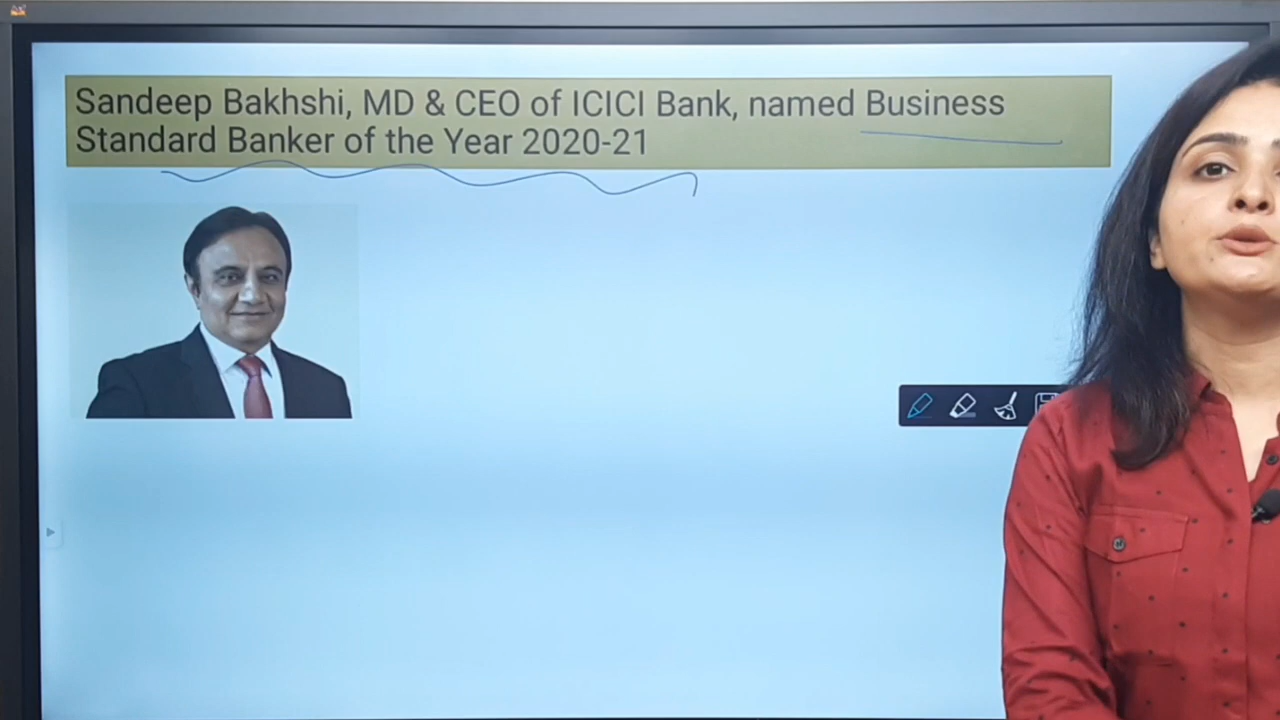 Sandeep Bakhshi, MD & CEO of ICICI Bank, named Business
Standard Banker of the Year 2020-21